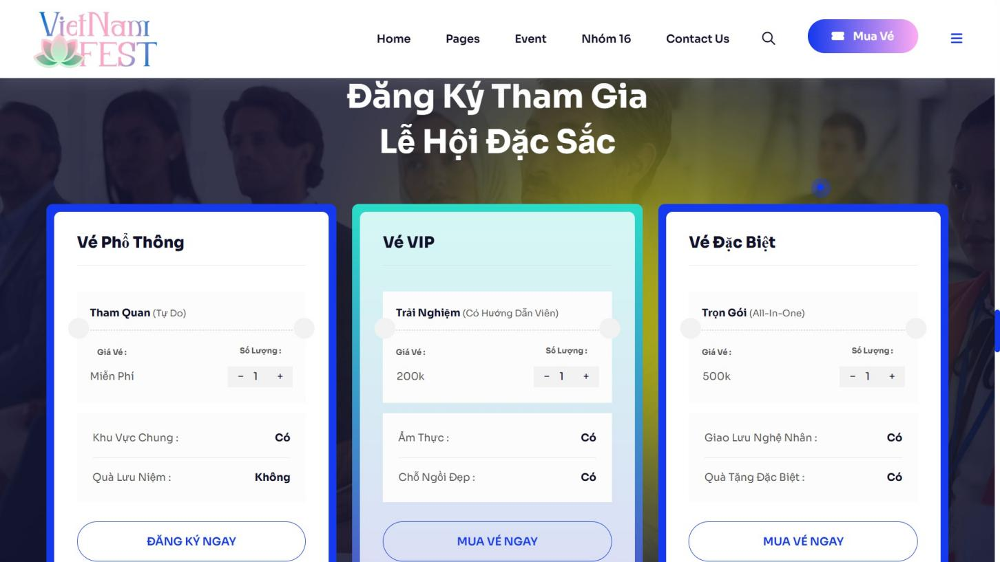 VietNam
FEST
Home Pages Event Nhóm 16 Contact Us Mua Vé
Đăng Ký Tham Gia
Lễ Hội Đặc Sắc
Vé Phổ Thông
Tham Quan (Tự Do)
Giá Vé : Số Lượng :
Miễn Phí − 1 +
Khu Vực Chung : Có
Quà Lưu Niệm : Không
ĐĂNG KÝ NGAY
Vé VIP
Trải Nghiệm (Có Hướng Dẫn Viên)
Giá Vé : Số Lượng :
200k − 1 +
Ẩm Thực : Có
Chỗ Ngồi Đẹp : Có
MUA VÉ NGAY
Vé Đặc Biệt
Trọn Gói (All-In-One)
Giá Vé : Số Lượng :
500k − 1 +
Giao Lưu Nghệ Nhân : Có
Quà Tặng Đặc Biệt : Có
MUA VÉ NGAY